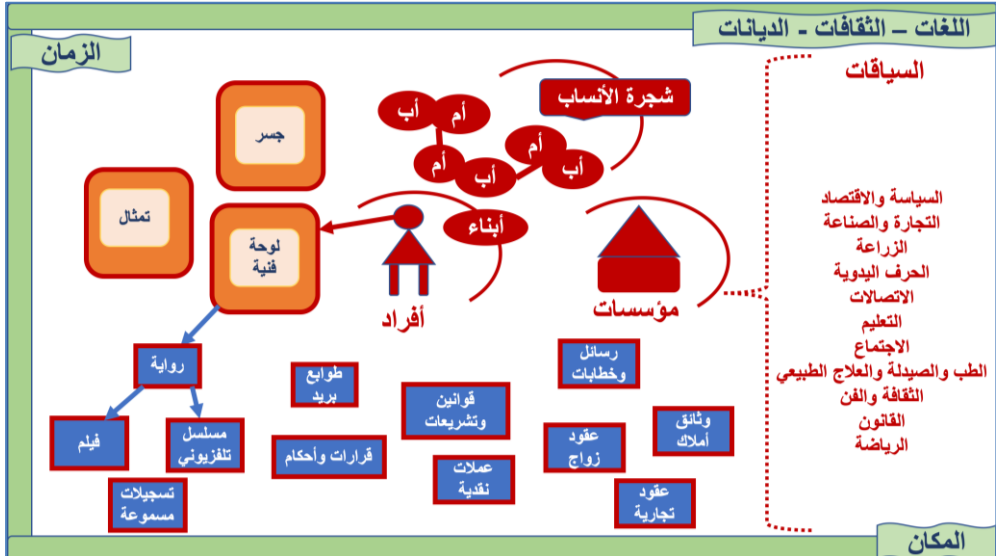 اللغات – الثقافات - الديانات
الزمان
السياقات
شجرة الأنساب
أم
أب
أم
أب
أم
أب
أبناء
جسر
تمثال
لوحة
فنية
أفراد
مؤسسات
السياسة والاقتصاد
التجارة والصناعة
الزراعة
الحرف اليدوية
الاتصالات
التعليم
الاجتماع
الطب والصيدلة والعلاج الطبيعي
الثقافة والفن
القانون
الرياضة
رسائل
وخطابات
طوابع
بريد
رواية
قوانين
وتشريعات
وثائق
أملاك
عقود
زواج
قرارات وأحكام
مسلسل
تلفزيوني
فيلم
عملات
نقدية
عقود
تجارية
تسجيلات
مسموعة
المكان